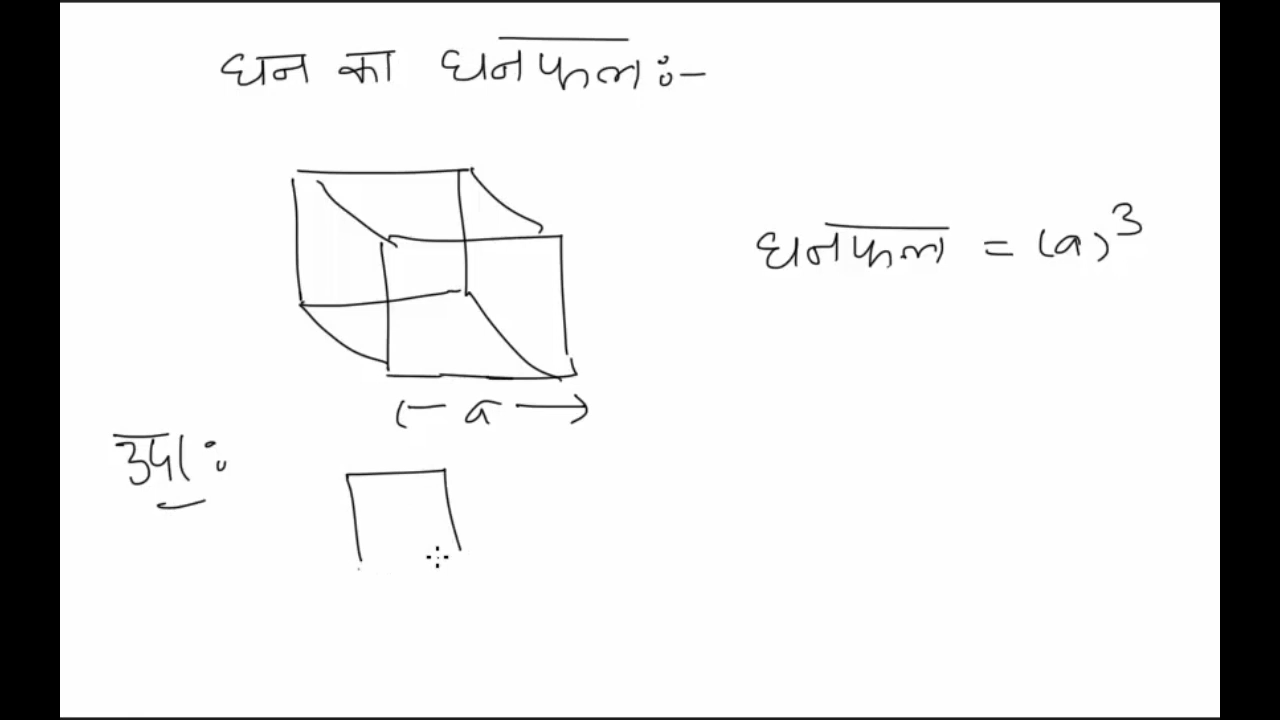 घन का घनफल :-
घनफल = (a)³
a
उदा :